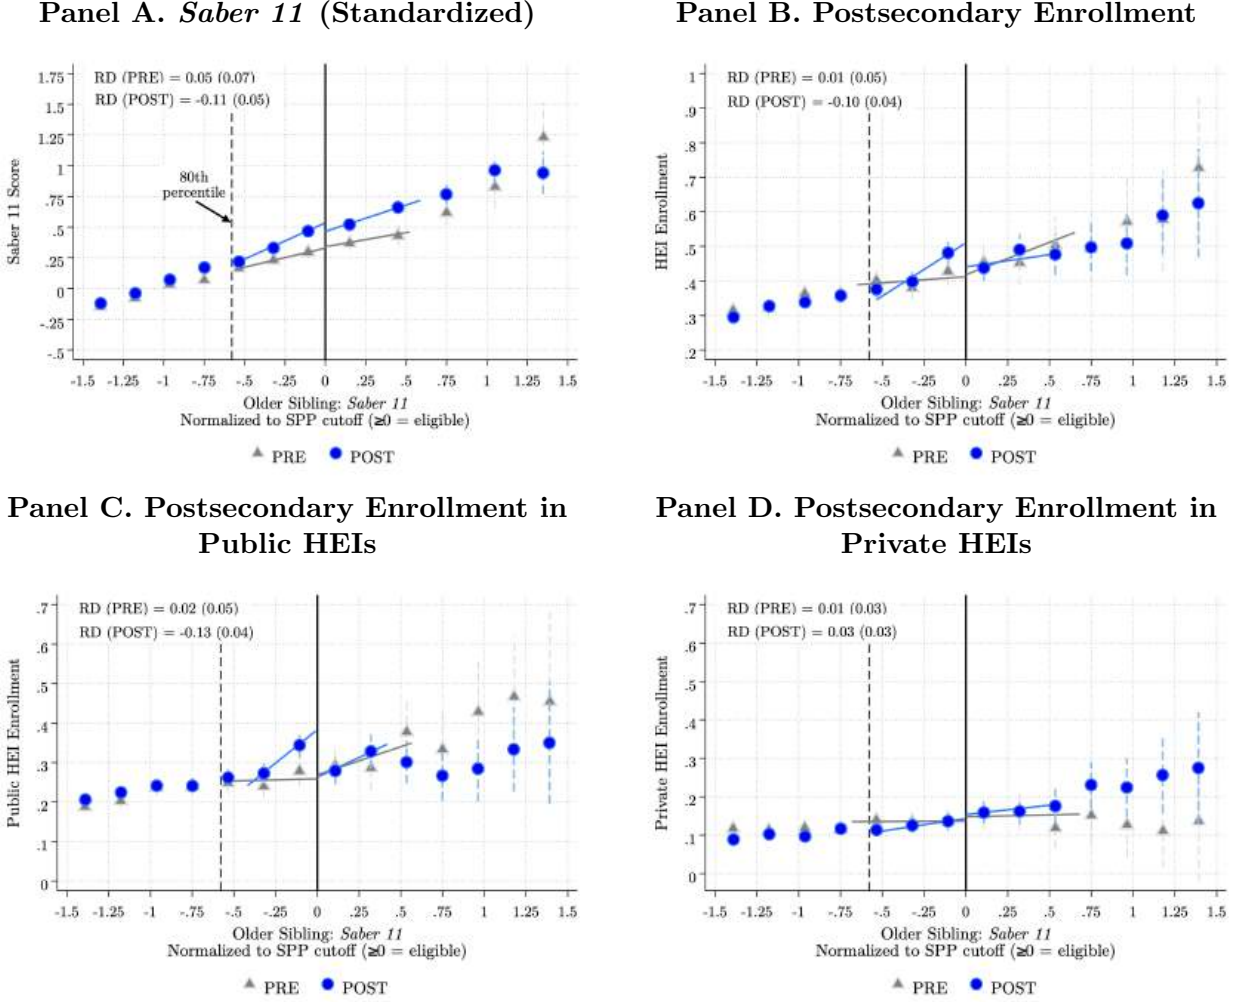 Panel A. Saber 11 (Standardized)
RD (PRE) = 0.05 (0.07)
RD (POST) = -0.11 (0.05)
80th
percentile
Saber 11 Score
1.75
1.5
1.25
1
.75
.5
.25
0
-.25
-.5
-1.5 -1.25 -1 -.75 -.5 -.25 0 .25 .5 .75 1 1.25 1.5
Older Sibling: Saber 11
Normalized to SPP cutoff (≥0 = eligible)
PRE POST
Panel B. Postsecondary Enrollment
RD (PRE) = 0.01 (0.05)
RD (POST) = -0.10 (0.04)
HEI Enrollment
1
.9
.8
.7
.6
.5
.4
.3
.2
-1.5 -1.25 -1 -.75 -.5 -.25 0 .25 .5 .75 1 1.25 1.5
Older Sibling: Saber 11
Normalized to SPP cutoff (≥0 = eligible)
PRE POST
Panel C. Postsecondary Enrollment in
Public HEIs
RD (PRE) = 0.02 (0.05)
RD (POST) = -0.13 (0.04)
Public HEI Enrollment
.7
.6
.5
.4
.3
.2
.1
0
-1.5 -1.25 -1 -.75 -.5 -.25 0 .25 .5 .75 1 1.25 1.5
Older Sibling: Saber 11
Normalized to SPP cutoff (≥0 = eligible)
PRE POST
Panel D. Postsecondary Enrollment in
Private HEIs
RD (PRE) = 0.01 (0.03)
RD (POST) = 0.03 (0.03)
Private HEI Enrollment
.7
.6
.5
.4
.3
.2
.1
0
-1.5 -1.25 -1 -.75 -.5 -.25 0 .25 .5 .75 1 1.25 1.5
Older Sibling: Saber 11
Normalized to SPP cutoff (≥0 = eligible)
PRE POST